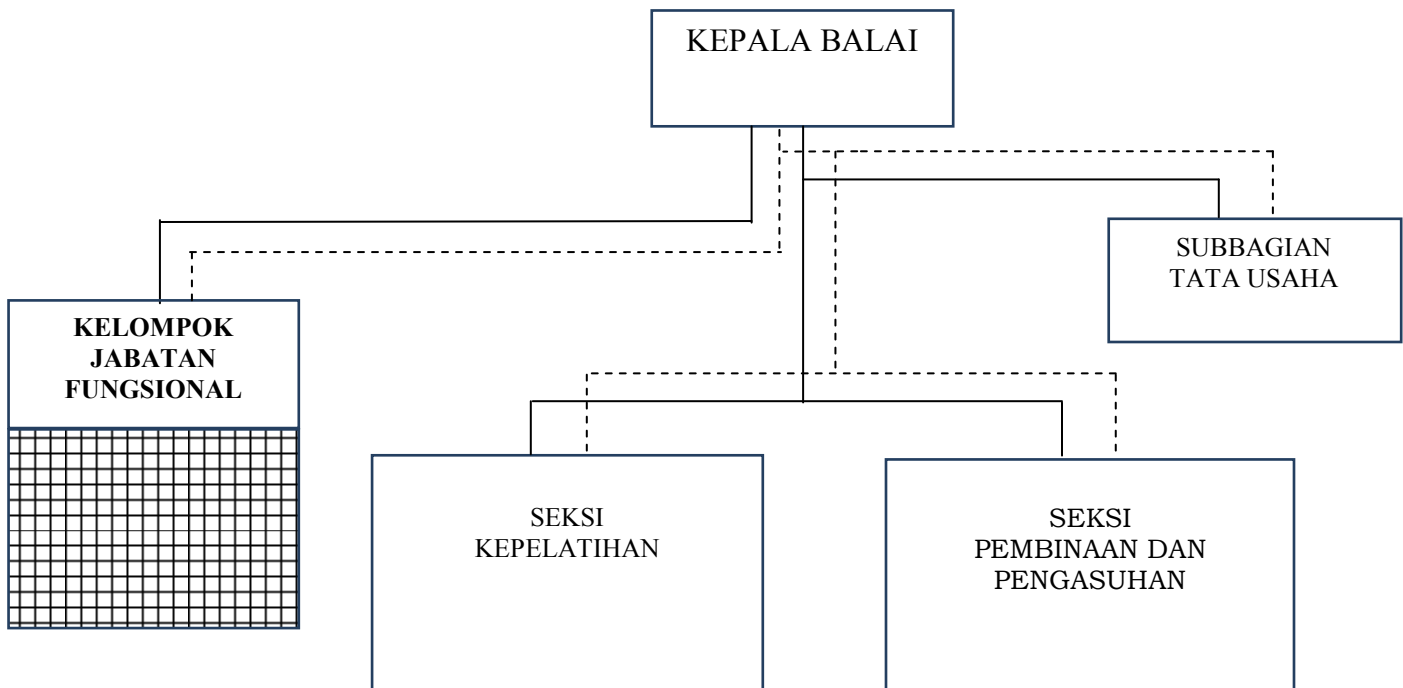 KEPALA BALAI
SUBBAGIAN
TATA USAHA
KELOMPOK
JABATAN
FUNGSIONAL
SEKSI
KEPELATIHAN
SEKSI
PEMBINAAN DAN
PENGASUHAN